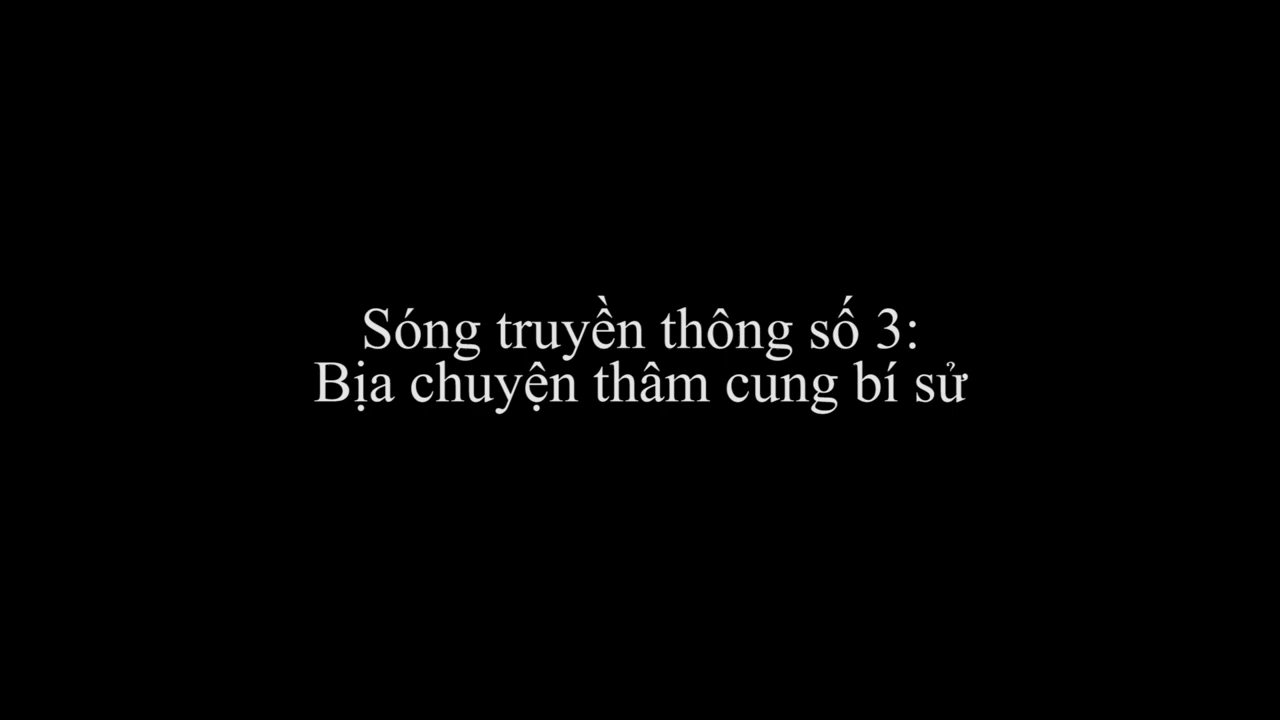 Sóng truyền thông số 3:
Bịa chuyện thâm cung bí sử